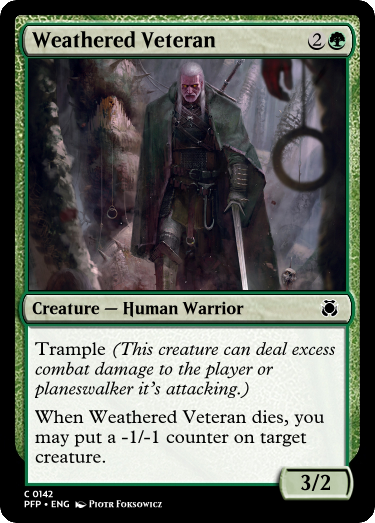 Weathered Veteran 2
Creature — Human Warrior
Trample (This creature can deal excess
combat damage to the player or
planeswalker it's attacking.)
When Weathered Veteran dies, you
may put a -1/-1 counter on target
creature.
3/2
C 0142
PFP • ENG Piotr Foksowicz